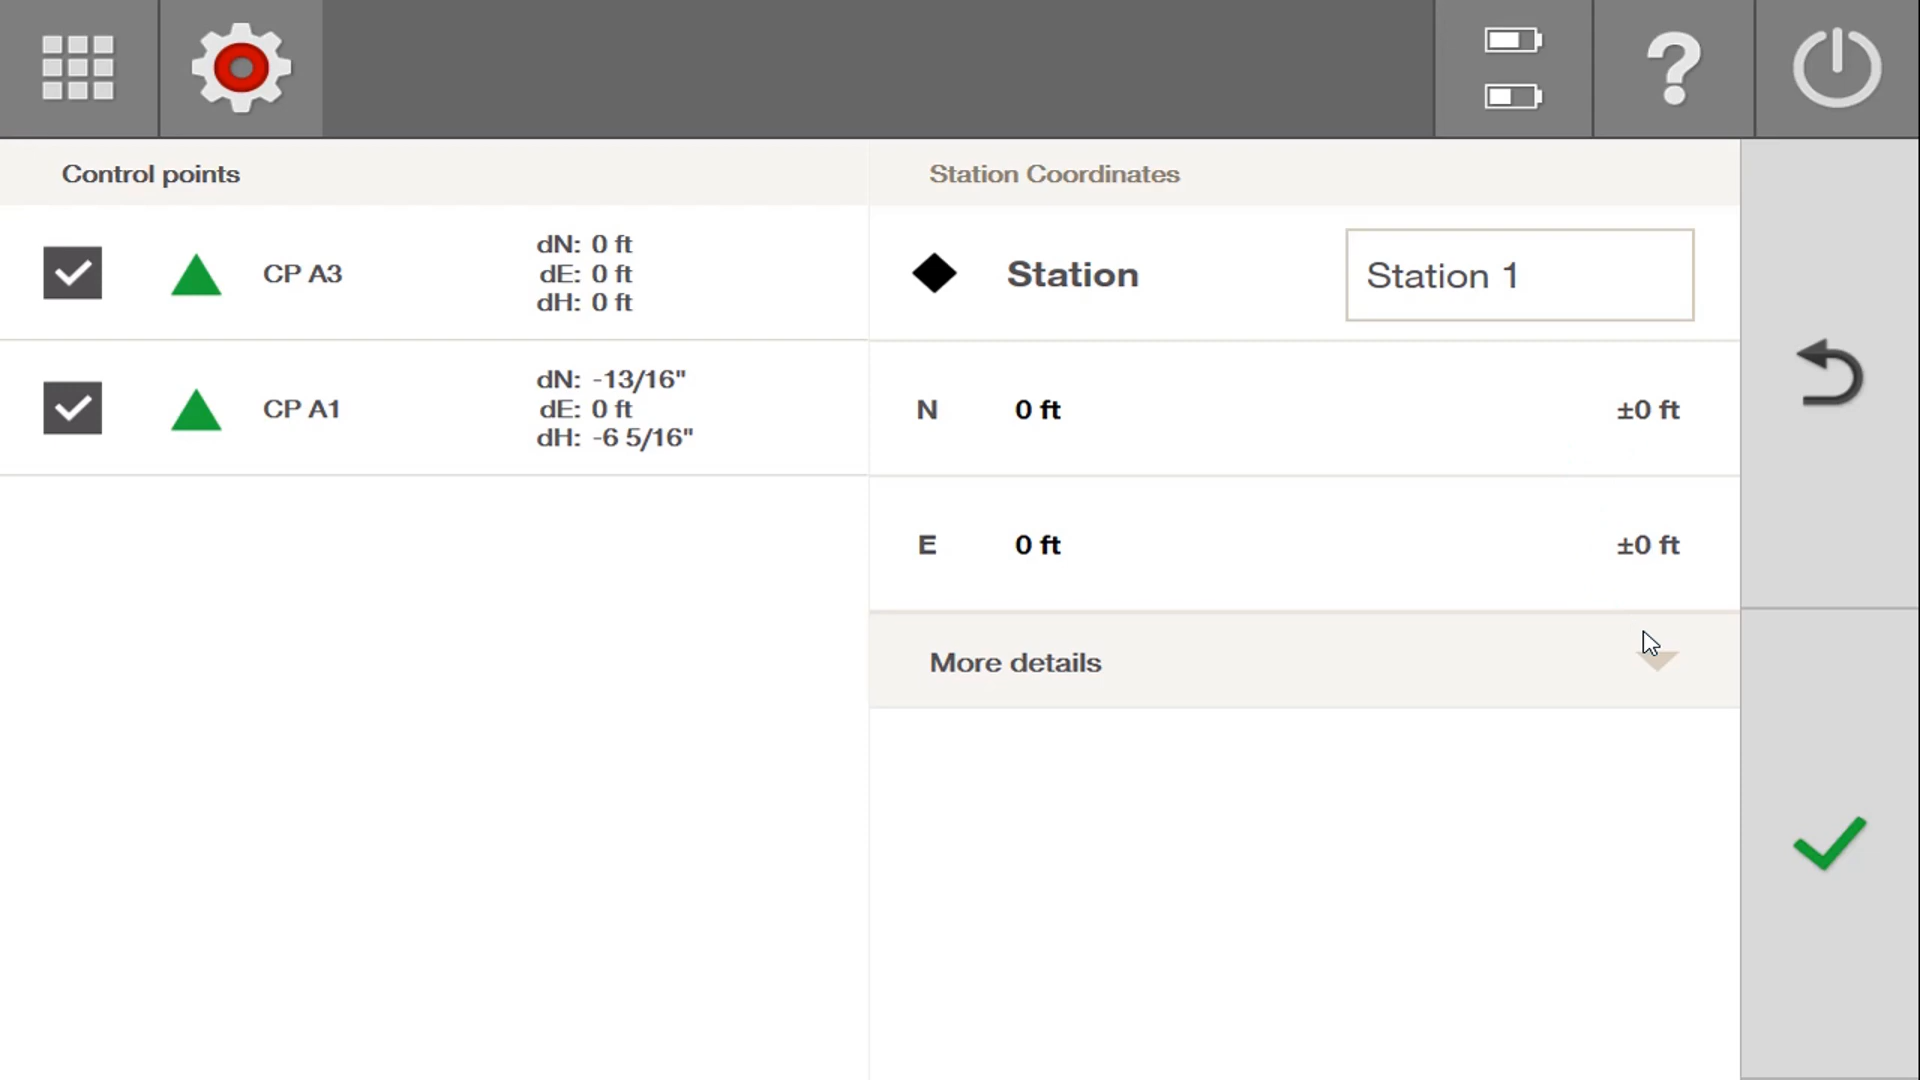 Control points
Station Coordinates
CP A3
dN: 0 ft
dE: 0 ft
dH: 0 ft
CP A1
dN: -13/16"
dE: 0 ft
dH: -6 5/16"
Station
Station 1
N 0 ft ±0 ft
E 0 ft ±0 ft
More details